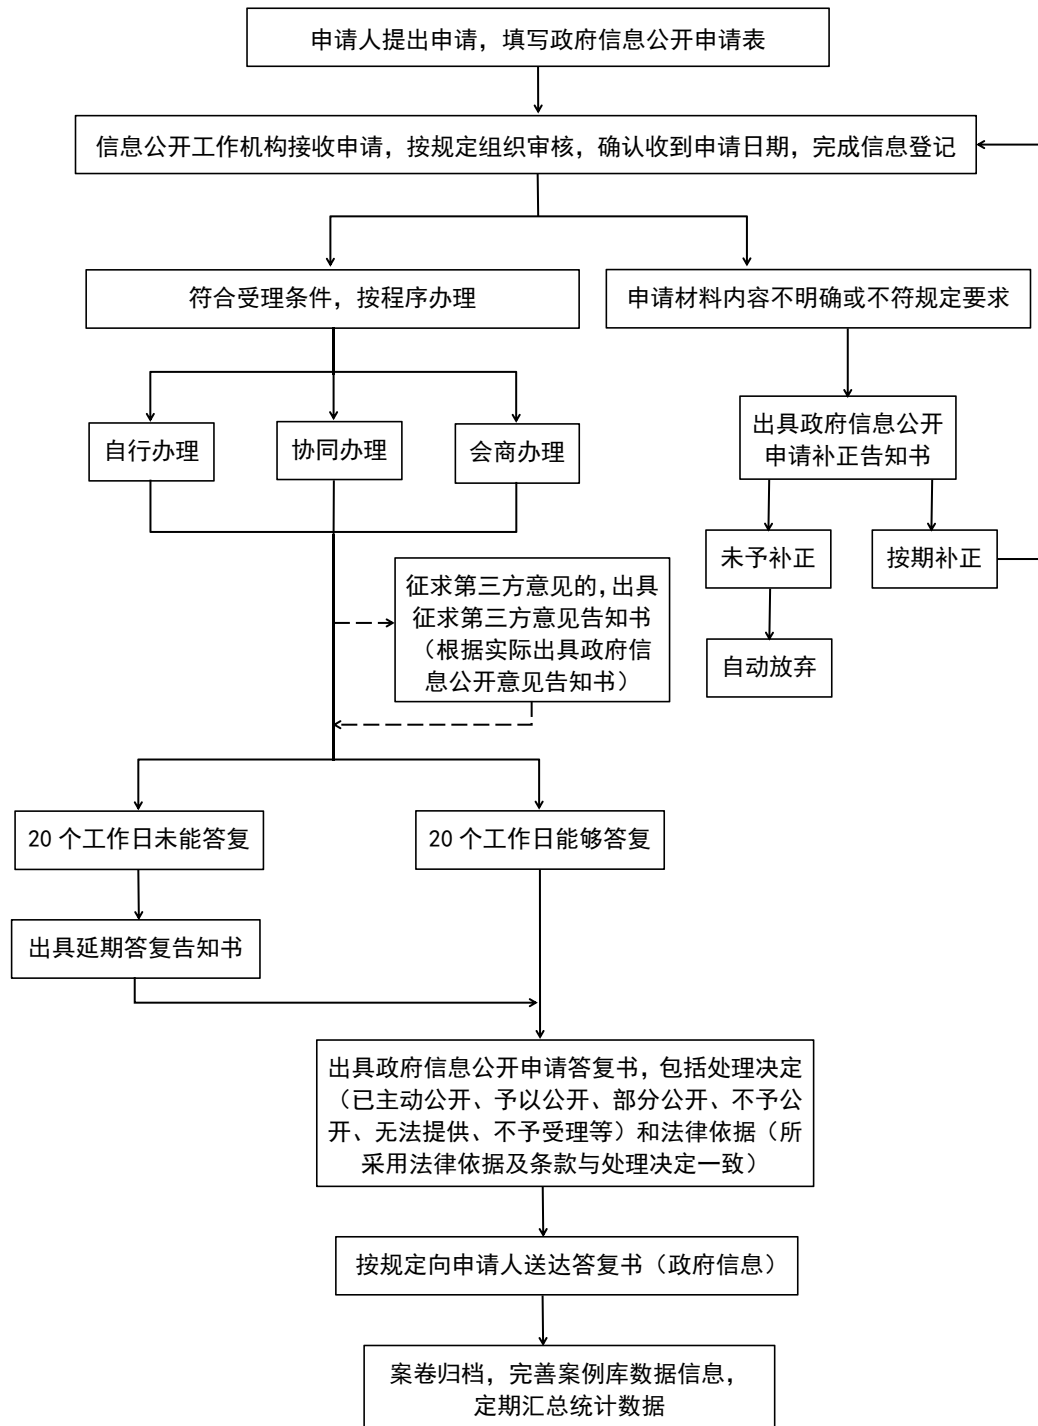 申请人提出申请，填写政府信息公开申请表
信息公开工作机构接收申请，按规定组织审核，确认收到申请日期，完成信息登记
符合受理条件，按程序办理
申请材料内容不明确或不符规定要求
自行办理
协同办理
会商办理
出具政府信息公开
申请补正告知书
未予补正
按期补正
自动放弃
征求第三方意见的，出具
征求第三方意见告知书
（根据实际出具政府信
息公开意见告知书）
20 个工作日未能答复
20 个工作日能够答复
出具延期答复告知书
出具政府信息公开申请答复书，包括处理决定
（已主动公开、予以公开、部分公开、不予公
开、无法提供、不予受理等）和法律依据（所
采用法律依据及条款与处理决定一致）
按规定向申请人送达答复书（政府信息）
案卷归档，完善案例库数据信息，
定期汇总统计数据